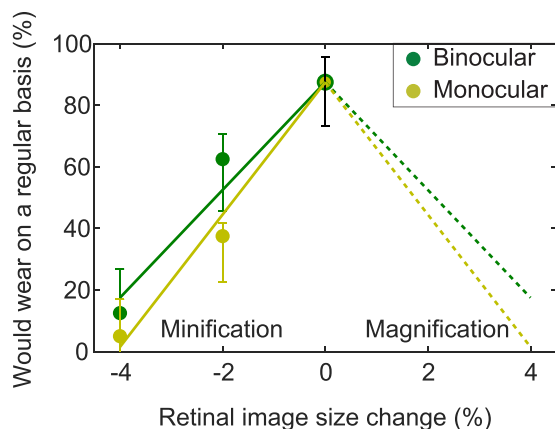 Would wear on a regular basis (%)
100
80
60
40
20
0
Binocular
Monocular
Minification
Magnification
-4
-2
0
2
4
Retinal image size change (%)